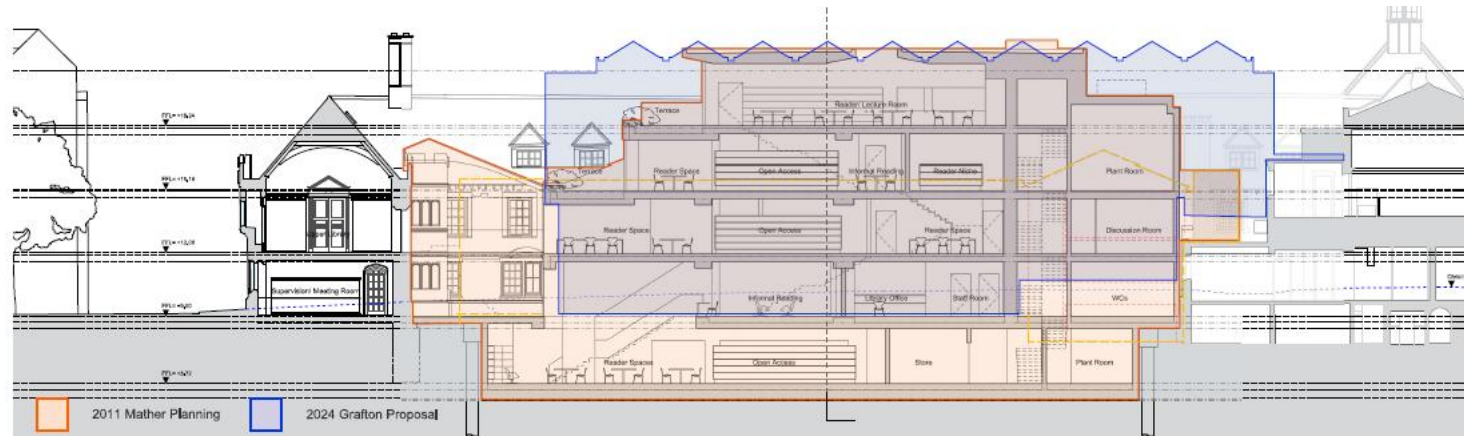 Reader/ Lecture Room
Terrace
Terrace
Reader Space
Open Access
Informal Reading
Reader Niche
Plant Room
Reader Space
Open Access
Reader Space
Discussion Room
Supervision/ Meeting Room
Informal Reading
Library Office
Staff Room
WCs
Reader Spaces
Open Access
Store
Plant Room
2011 Mather Planning
2024 Grafton Proposal